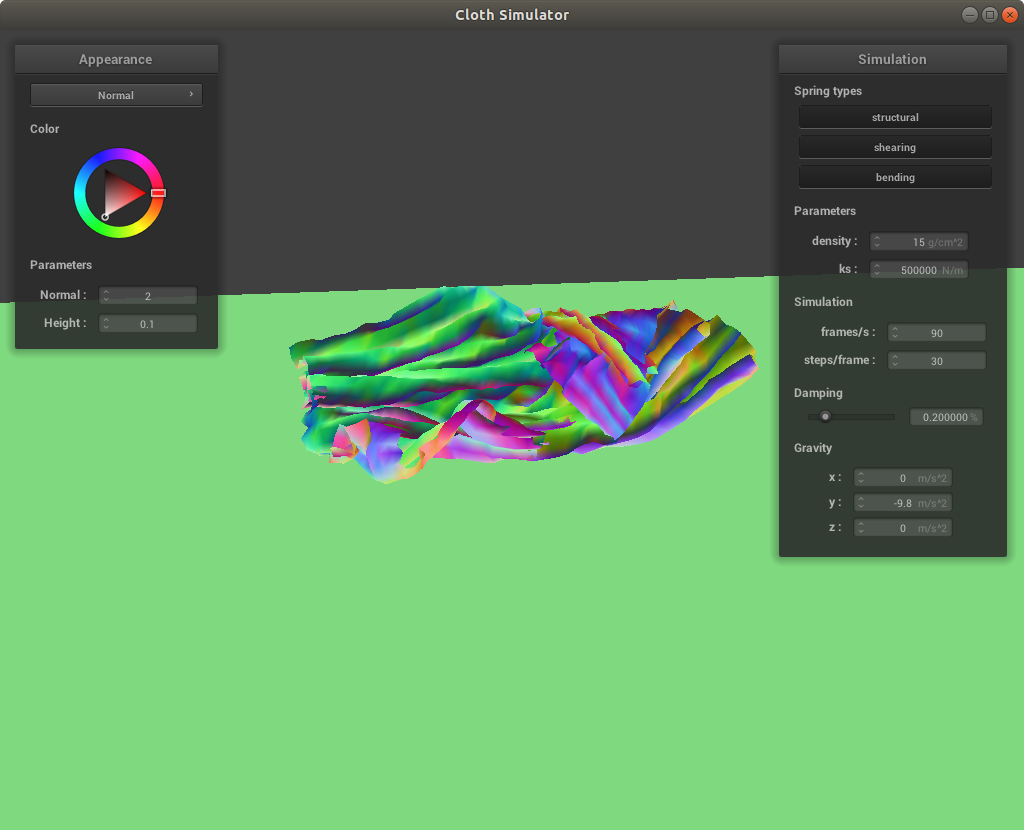 Cloth Simulator
Appearance
Normal
Color
Parameters
Normal : 2
Height : 0.1
Simulation
Spring types
structural
shearing
bending
Parameters
density : 15 g/cm^2
ks : 500000 N/m
Simulation
frames/s : 90
steps/frame : 30
Damping
0.200000 %
Gravity
x : 0 m/s^2
y : -9.8 m/s^2
z : 0 m/s^2